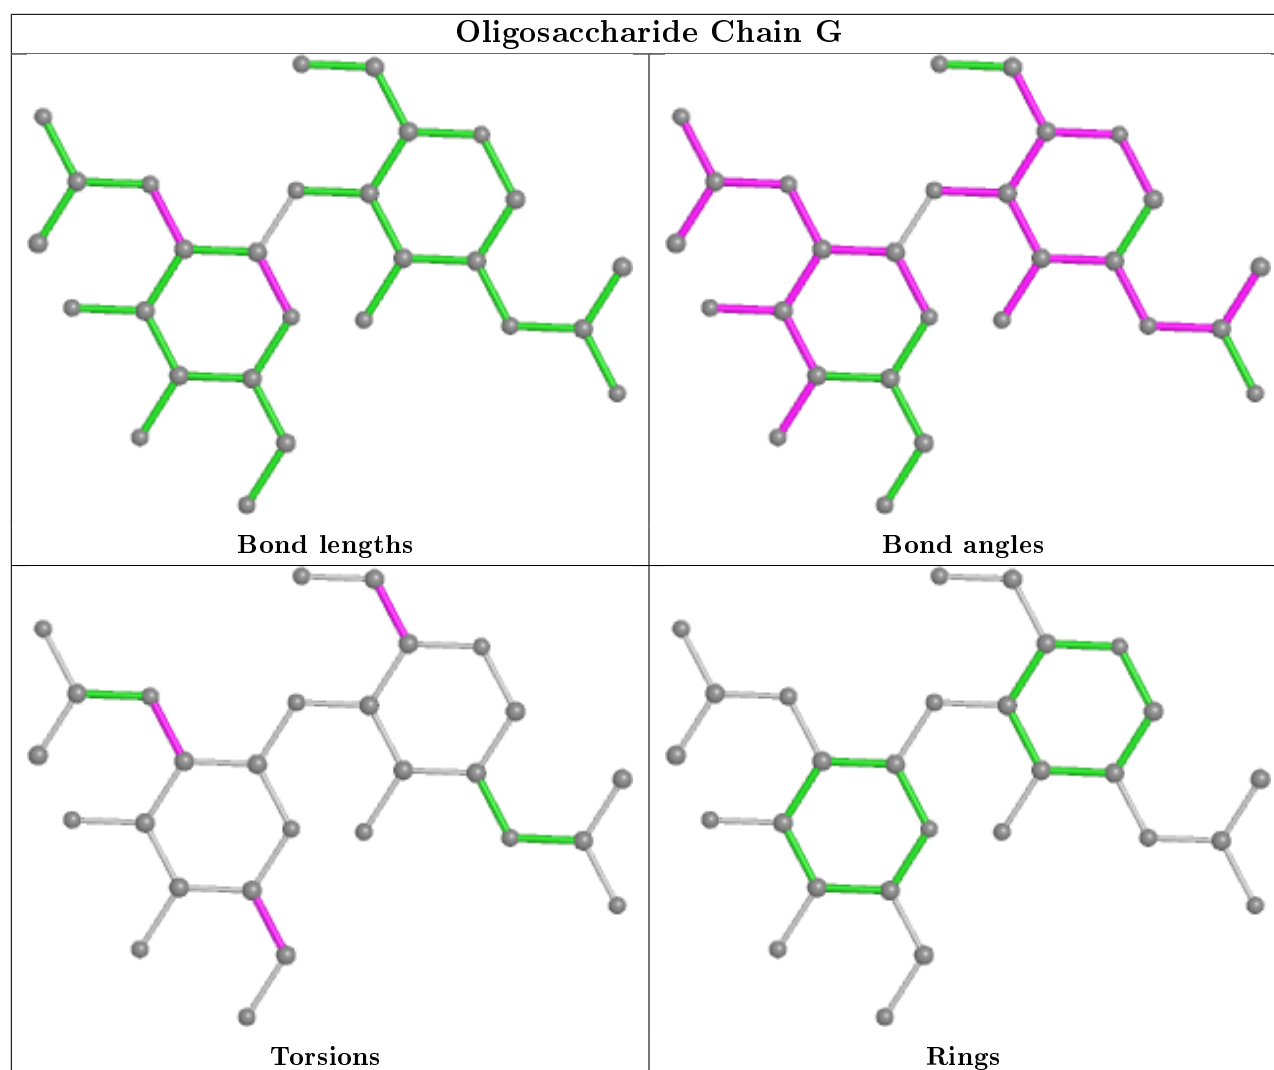 Oligosaccharide Chain G
Bond lengths
Bond angles
Torsions
Rings